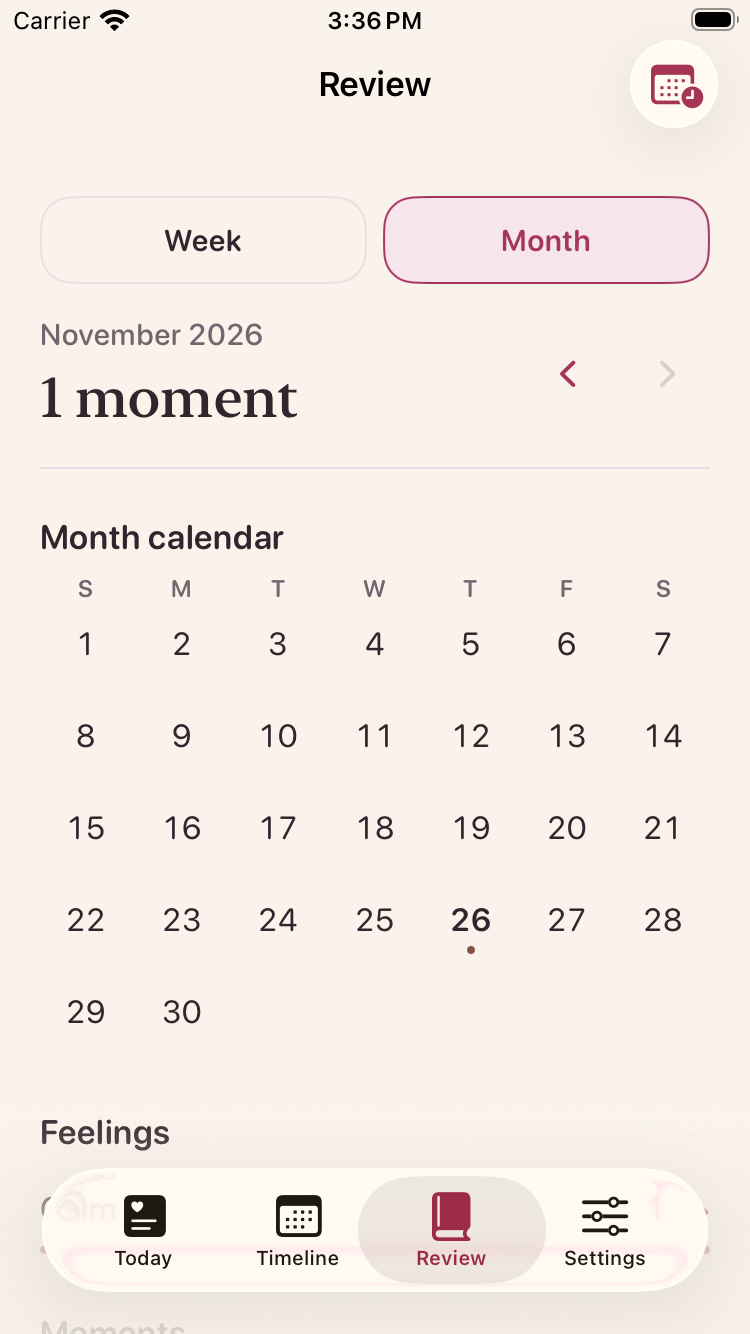 Carrier 3:36 PM
Review
Week Month
November 2026
1 moment
Month calendar
S M T W T F S
1 2 3 4 5 6 7
8 9 10 11 12 13 14
15 16 17 18 19 20 21
22 23 24 25 26 27 28
29 30
Feelings
Today Timeline Review Settings
Moments